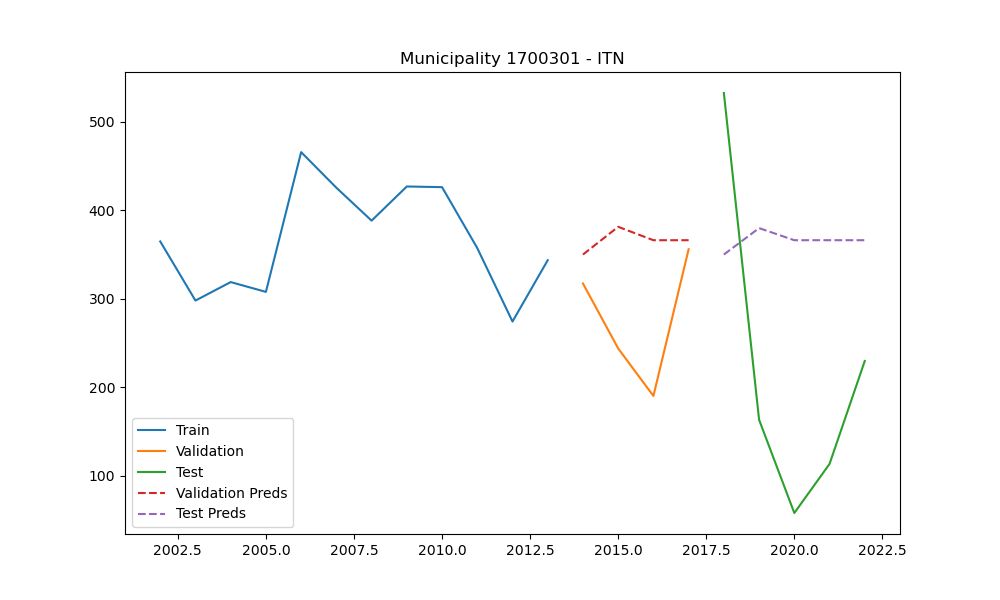 Municipality 1700301 - ITN
500
400
300
200
100
Train
Validation
Test
Validation Preds
Test Preds
2002.5 2005.0 2007.5 2010.0 2012.5 2015.0 2017.5 2020.0 2022.5